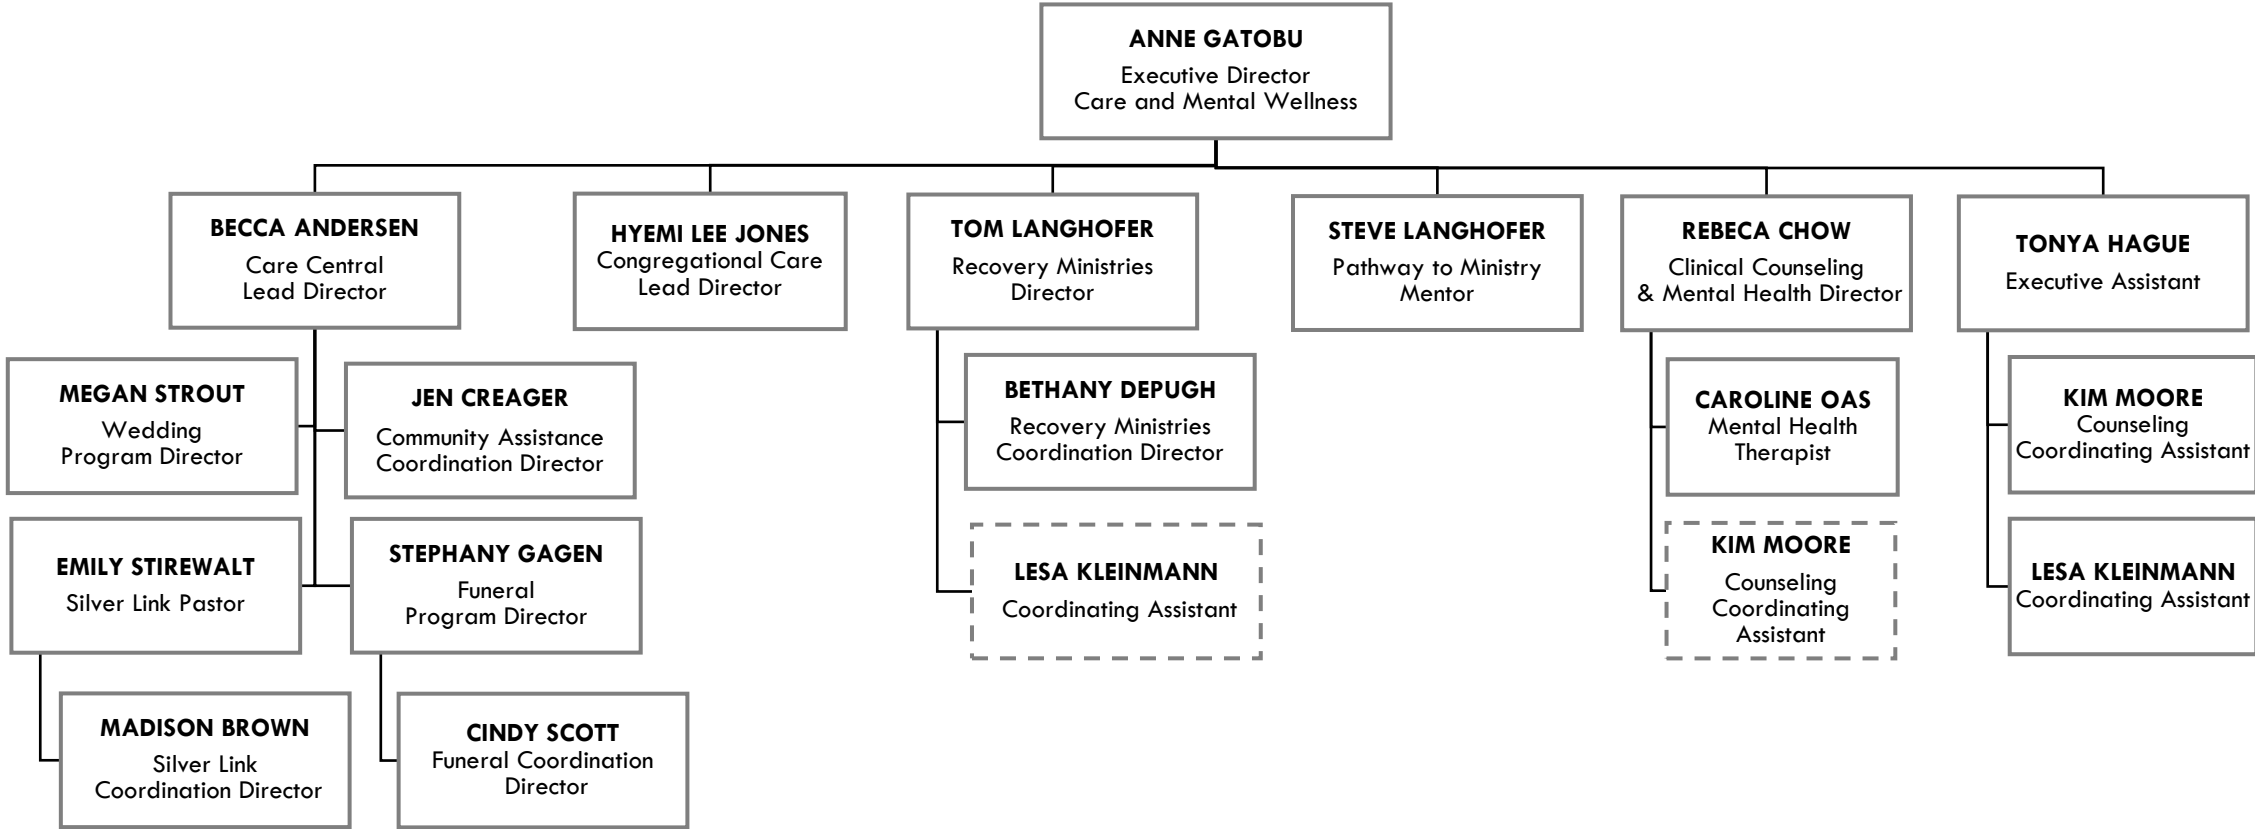 ANNE GATOBU
Executive Director
Care and Mental Wellness
BECCA ANDERSEN
Care Central
Lead Director
HYEMI LEE JONES
Congregational Care
Lead Director
TOM LANGHOFER
Recovery Ministries
Director
STEVE LANGHOFER
Pathway to Ministry
Mentor
REBECA CHOW
Clinical Counseling
& Mental Health Director
TONYA HAGUE
Executive Assistant
MEGAN STROUT
Wedding
Program Director
JEN CREAGER
Community Assistance
Coordination Director
BETHANY DEPUGH
Recovery Ministries
Coordination Director
CAROLINE OAS
Mental Health
Therapist
KIM MOORE
Counseling
Coordinating Assistant
EMILY STIREWALT
Silver Link Pastor
STEPHANY GAGEN
Funeral
Program Director
LESA KLEINMANN
Coordinating Assistant
KIM MOORE
Counseling
Coordinating
Assistant
LESA KLEINMANN
Coordinating Assistant
MADISON BROWN
Silver Link
Coordination Director
CINDY SCOTT
Funeral Coordination
Director